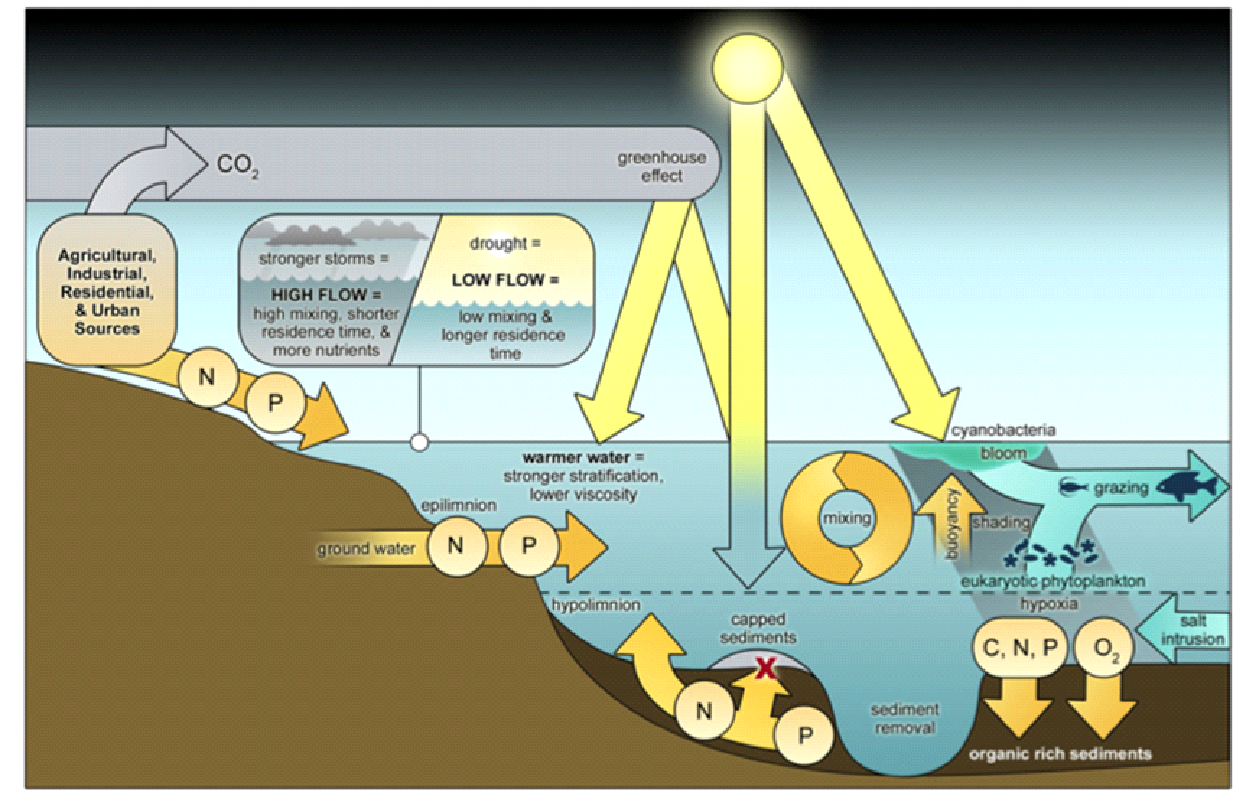 CO2
greenhouse
effect
Agricultural,
Industrial,
Residential,
& Urban
Sources
stronger storms =
HIGH FLOW =
high mixing, shorter
residence time, &
more nutrients
drought =
LOW FLOW =
low mixing &
longer residence
time
N
P
warmer water =
stronger stratification,
lower viscosity
cyanobacteria
bloom
grazing
epilimnion
ground water
N
P
mixing
buoyancy
shading
eukaryotic phytoplankton
hypolimnion
hypoxia
capped
sediments
X
salt
intrusion
C, N, P
O2
N
P
sediment
removal
organic rich sediments